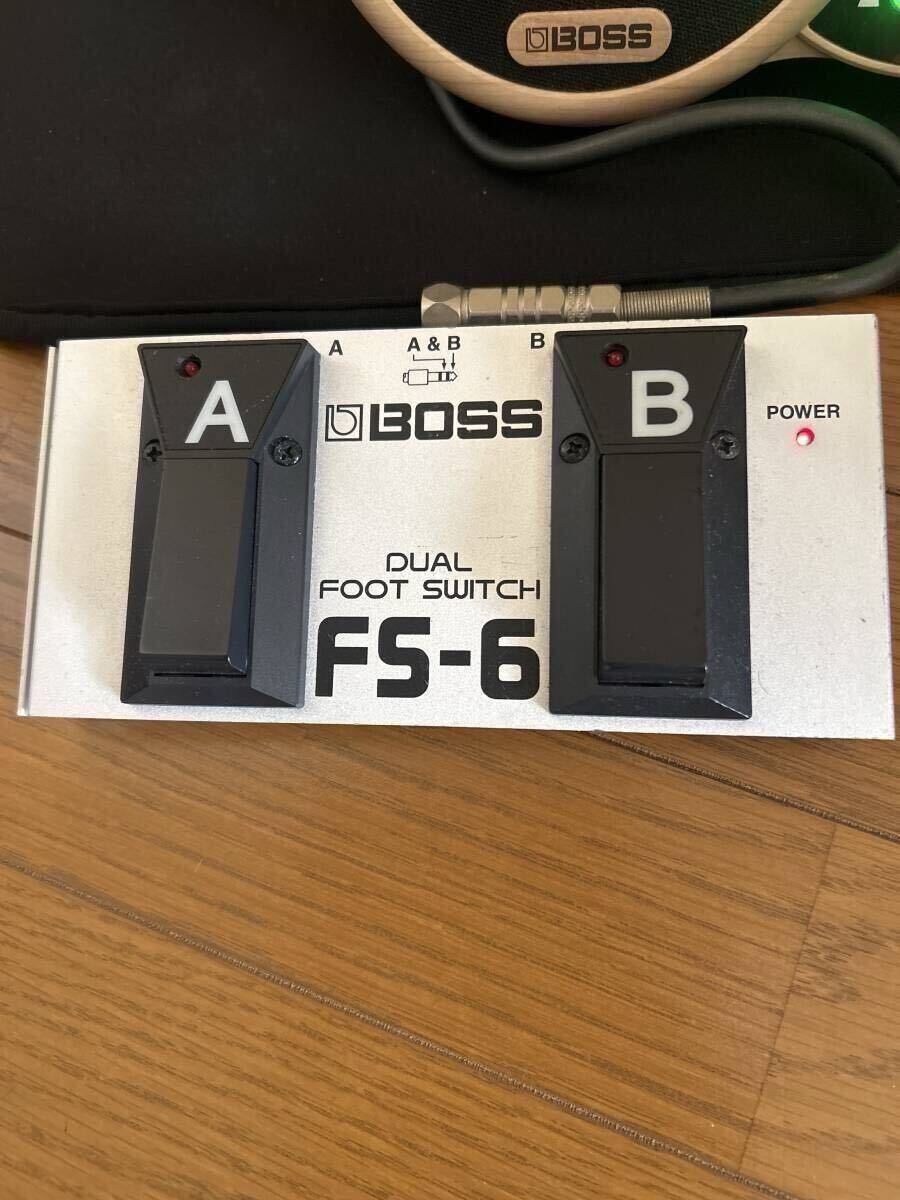 BOSS
A
A & B
B
A
B
BOSS
POWER
DUAL
FOOT SWITCH
FS-6